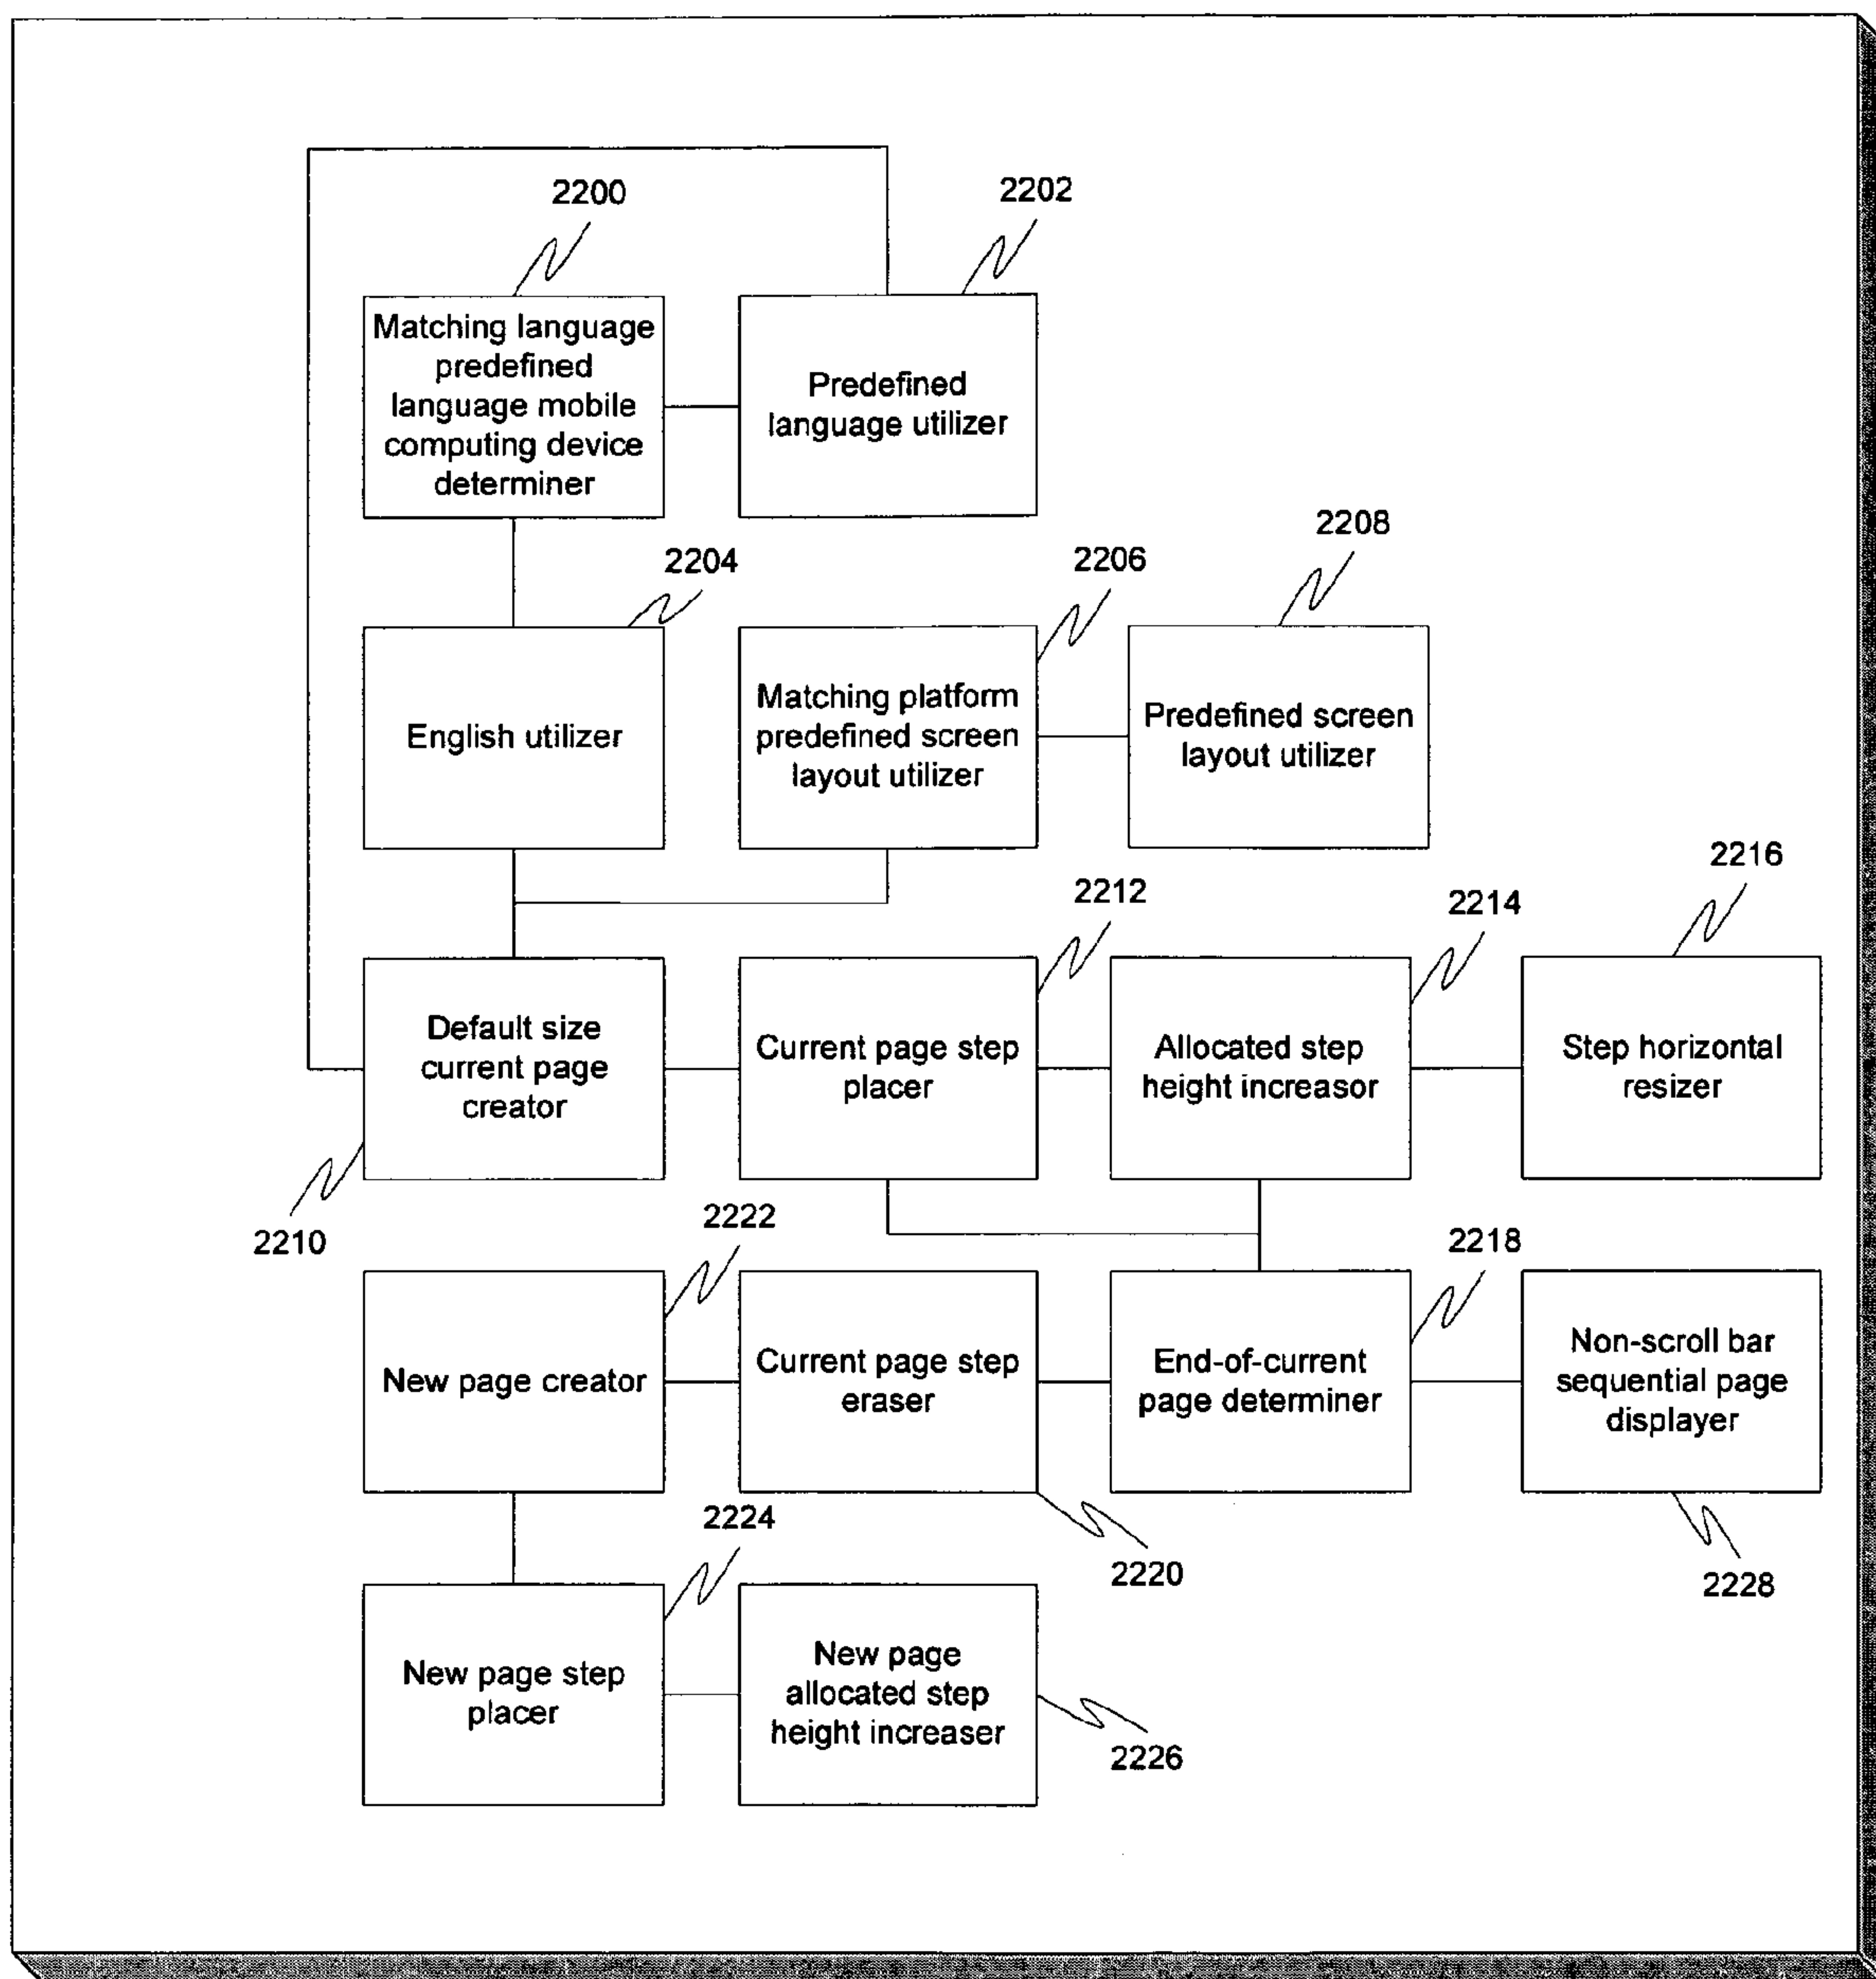 2200
2202
Matching language
predefined
language mobile
computing device
determiner
Predefined
language utilizer
2204
2206
2208
English utilizer
Matching platform
predefined screen
layout utilizer
Predefined screen
layout utilizer
2212
2214
2216
Default size
current page
creator
Current page step
placer
Allocated step
height increasor
Step horizontal
resizer
2210
2222
2218
New page creator
Current page step
eraser
End-of-current
page determiner
Non-scroll bar
sequential page
displayer
2224
2220
2228
New page step
placer
New page
allocated step
height increaser
2226